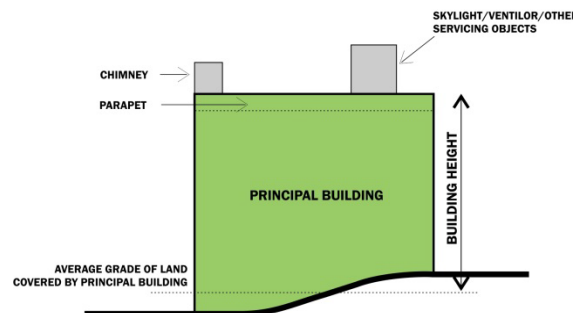 SKYLIGHT/VENTILOR/OTHER
SERVICING OBJECTS
CHIMNEY
PARAPET
PRINCIPAL BUILDING
BUILDING HEIGHT
AVERAGE GRADE OF LAND
COVERED BY PRINCIPAL BUILDING